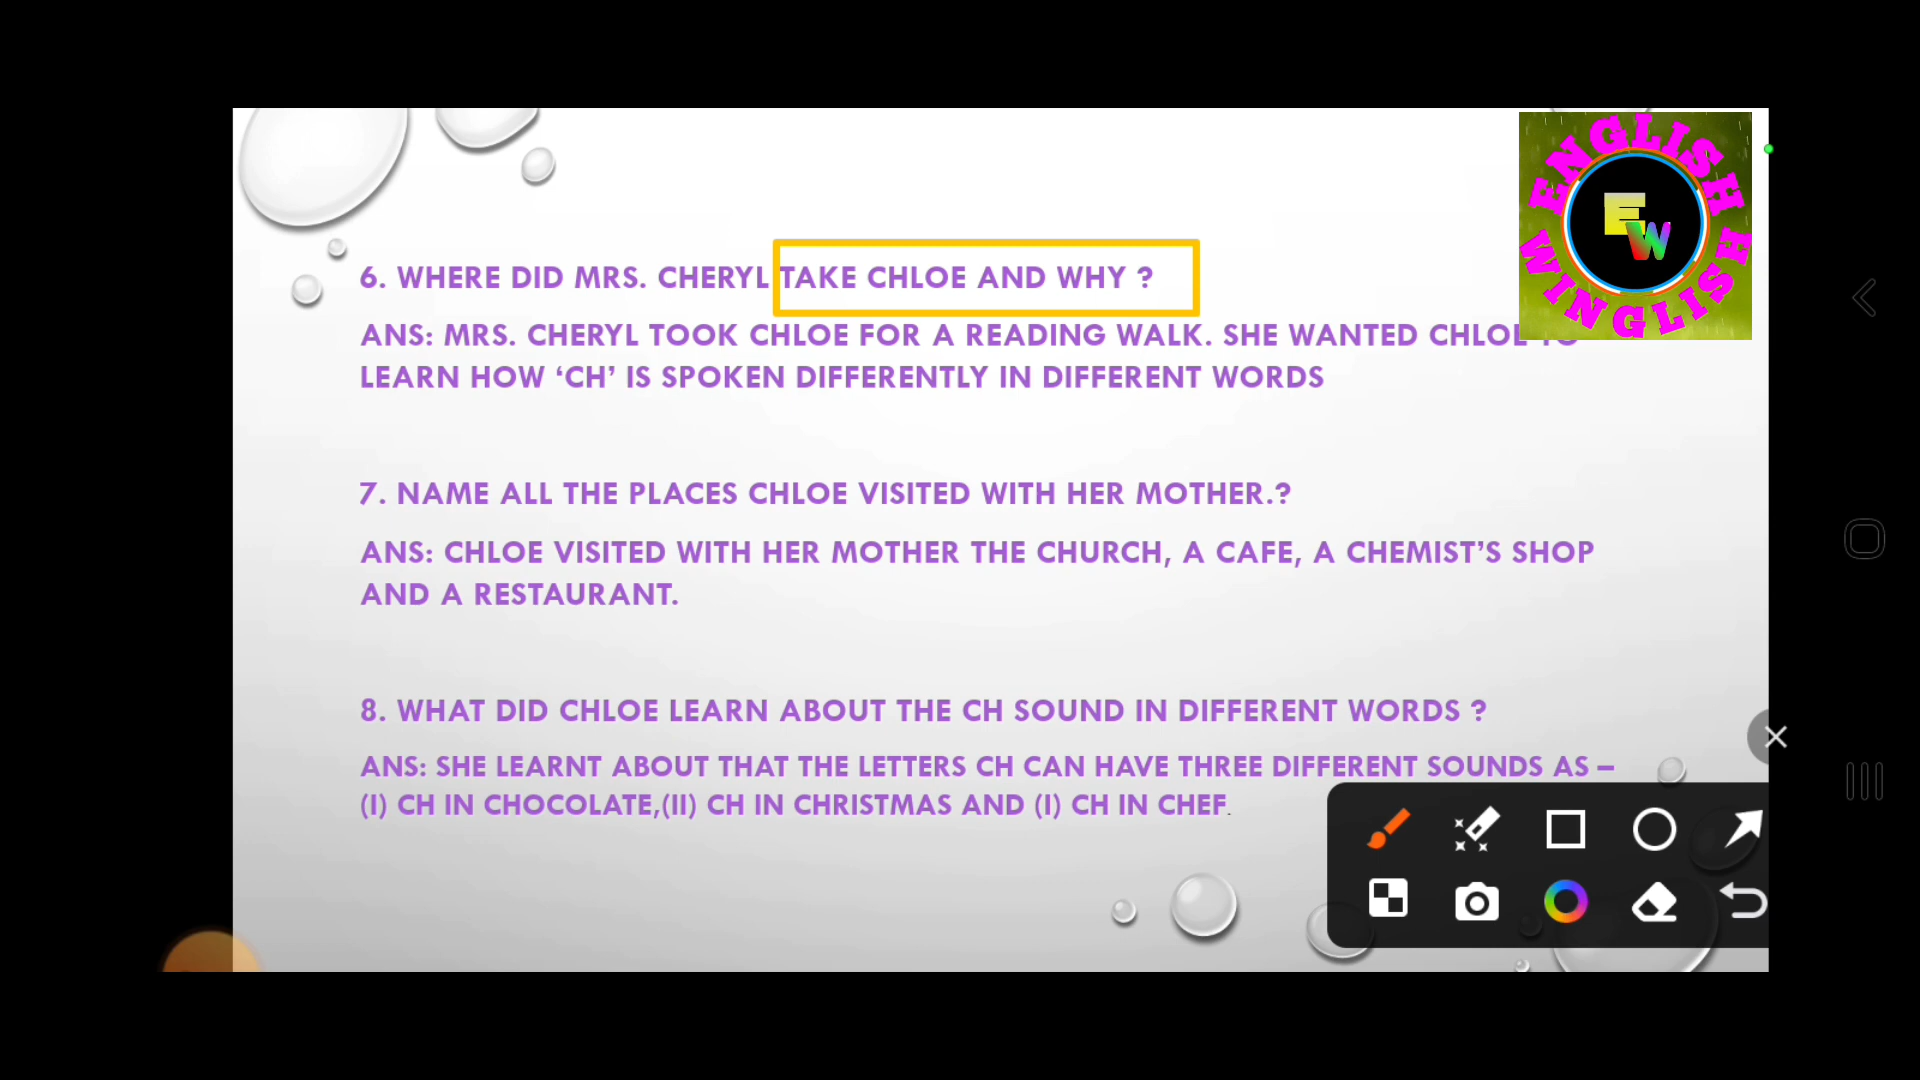 ENGLISH
EW
WINGLISH
6. WHERE DID MRS. CHERYL TAKE CHLOE AND WHY ?
ANS: MRS. CHERYL TOOK CHLOE FOR A READING WALK. SHE WANTED CHLOE TO
LEARN HOW ‘CH’ IS SPOKEN DIFFERENTLY IN DIFFERENT WORDS
7. NAME ALL THE PLACES CHLOE VISITED WITH HER MOTHER.?
ANS: CHLOE VISITED WITH HER MOTHER THE CHURCH, A CAFE, A CHEMIST’S SHOP
AND A RESTAURANT.
8. WHAT DID CHLOE LEARN ABOUT THE CH SOUND IN DIFFERENT WORDS ?
ANS: SHE LEARNT ABOUT THAT THE LETTERS CH CAN HAVE THREE DIFFERENT SOUNDS AS –
(I) CH IN CHOCOLATE,(II) CH IN CHRISTMAS AND (I) CH IN CHEF.